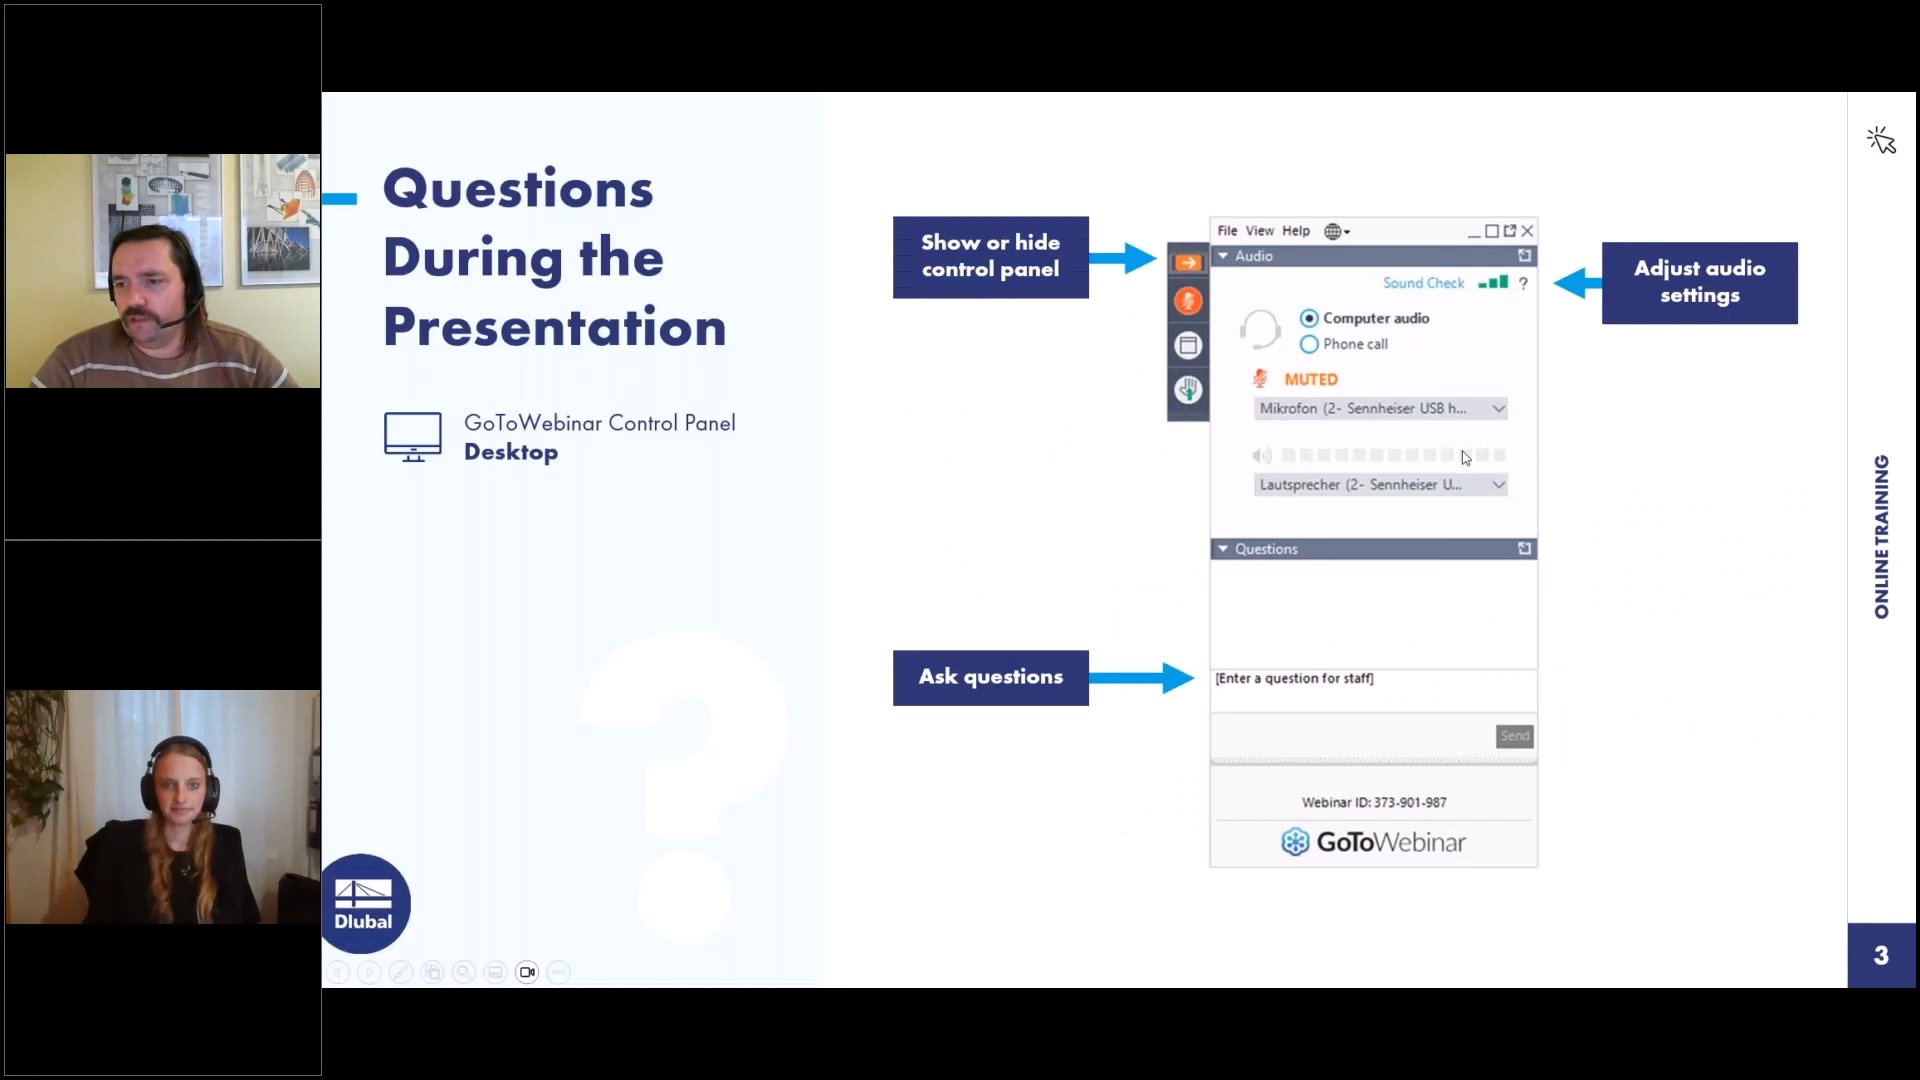 Questions
During the
Presentation
GoToWebinar Control Panel
Desktop
Dlubal
Show or hide
control panel
Ask questions
File View Help
Audio
Sound Check
?
Computer audio
Phone call
MUTED
Mikrofon (2- Sennheiser USB h...
Lautsprecher (2- Sennheiser U...
Questions
[Enter a question for staff]
Send
Webinar ID: 373-901-987
GoToWebinar
Adjust audio
settings
ONLINE TRAINING
3